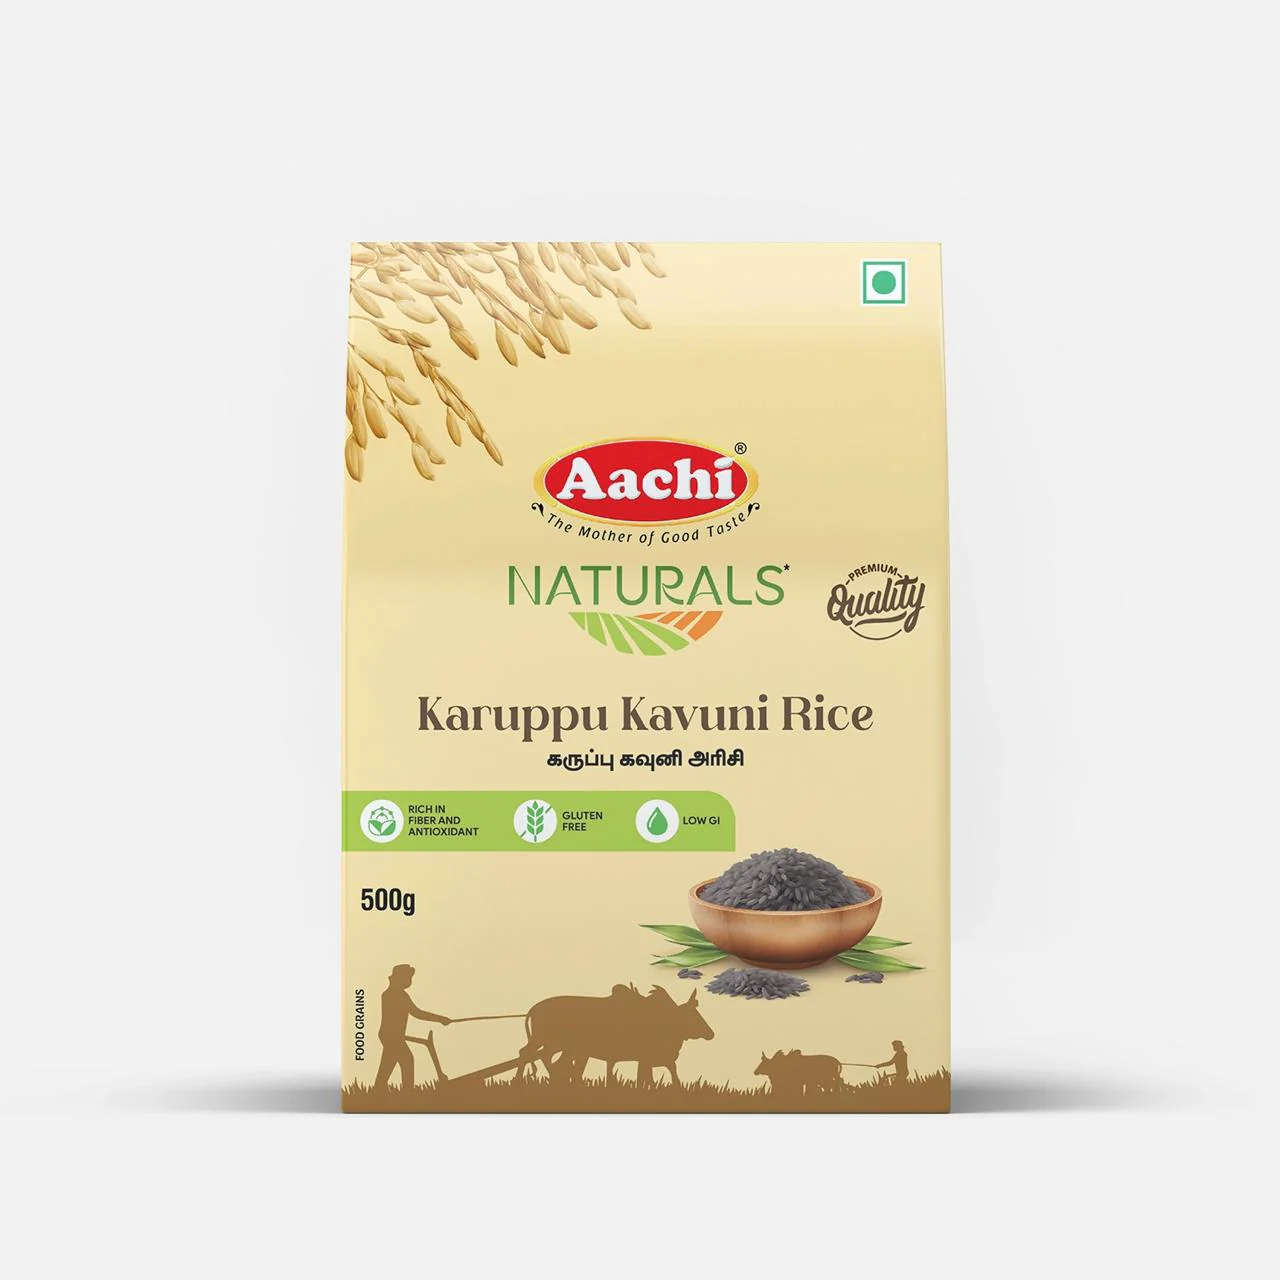 Aachi®
The Mother of Good Taste
NATURALS*
PREMIUM
Quality
Karuppu Kavuni Rice
கருப்பு கவுனி அரிசி
RICH IN
FIBER AND
ANTIOXIDANT
GLUTEN
FREE
LOW GI
500g
FOOD GRAINS